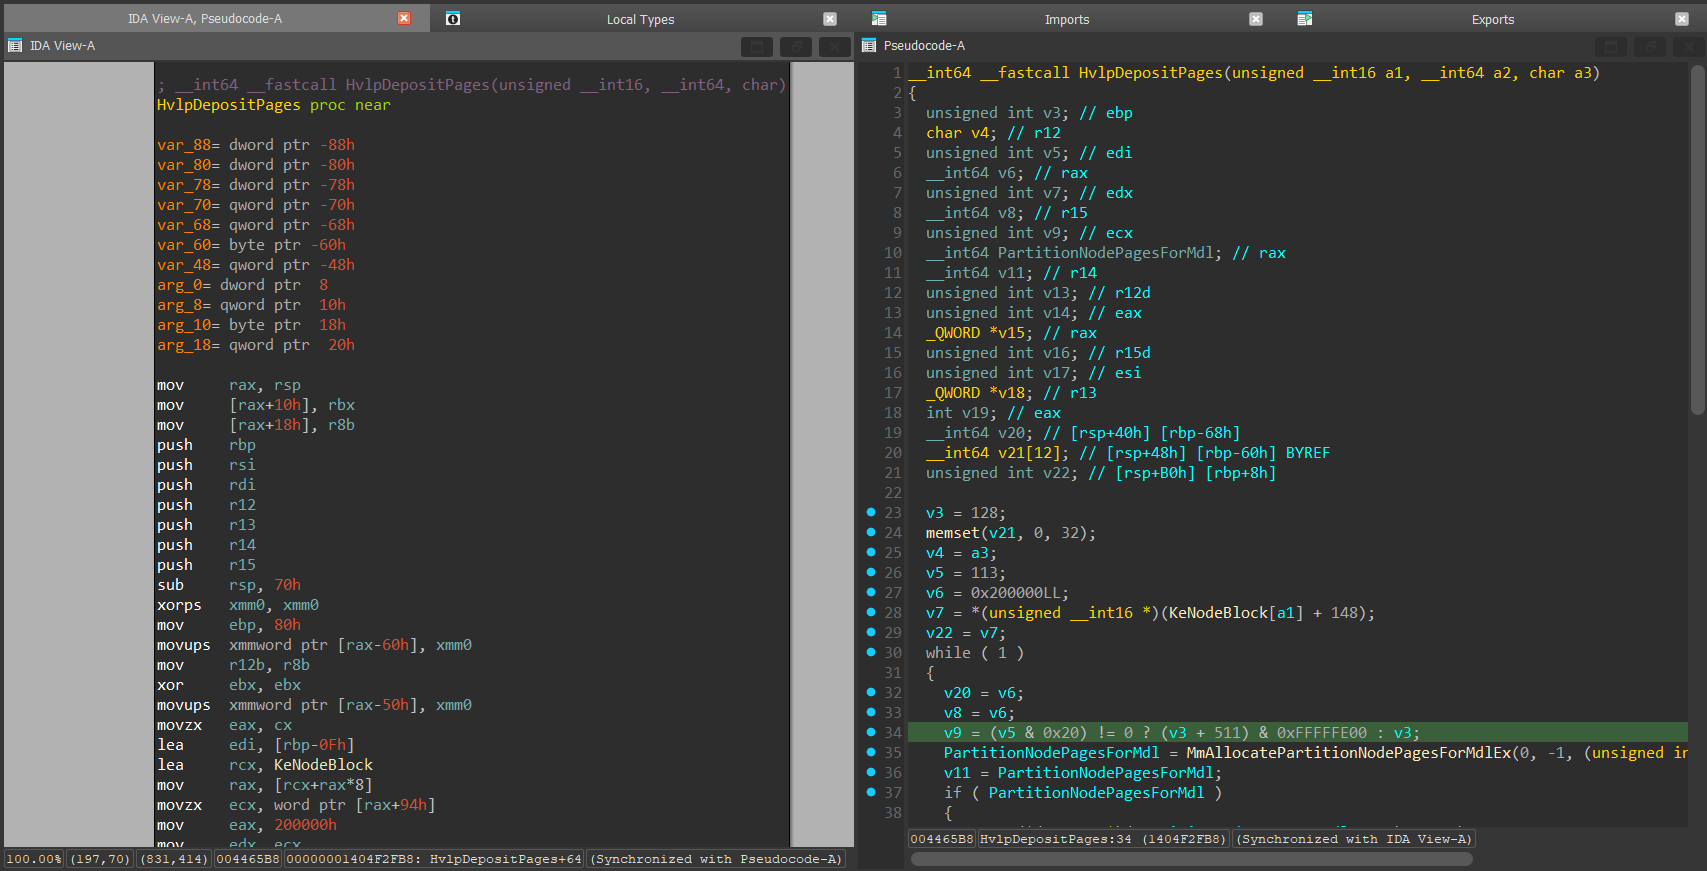 IDA View-A, Pseudocode-A
Local Types
Imports
Exports
IDA View-A
; __int64 __fastcall HvlpDepositPages(unsigned __int16, __int64, char)
HvlpDepositPages proc near
var_88= dword ptr -88h
var_80= dword ptr -80h
var_78= dword ptr -78h
var_70= qword ptr -70h
var_68= qword ptr -68h
var_60= byte ptr -60h
var_48= qword ptr -48h
arg_0= dword ptr  8
arg_8= qword ptr  10h
arg_10= byte ptr  18h
arg_18= qword ptr  20h
mov     rax, rsp
mov     [rax+10h], rbx
mov     [rax+18h], r8b
push    rbp
push    rsi
push    rdi
push    r12
push    r13
push    r14
push    r15
sub     rsp, 70h
xorps   xmm0, xmm0
mov     ebp, 80h
movups  xmmword ptr [rax-60h], xmm0
mov     r12b, r8b
xor     ebx, ebx
movups  xmmword ptr [rax-50h], xmm0
movzx   eax, cx
lea     edi, [rbp-0Fh]
lea     rcx, KeNodeBlock
mov     rax, [rcx+rax*8]
movzx   ecx, word ptr [rax+94h]
mov     eax, 200000h
mov     edx, ecx
100.00% (197,70) (831,414) 004465B8 00000001404F2FB8: HvlpDepositPages+64 (Synchronized with Pseudocode-A)
Pseudocode-A
1 __int64 __fastcall HvlpDepositPages(unsigned __int16 a1, __int64 a2, char a3)
2 {
3   unsigned int v3; // ebp
4   char v4; // r12
5   unsigned int v5; // edi
6   __int64 v6; // rax
7   unsigned int v7; // edx
8   __int64 v8; // r15
9   unsigned int v9; // ecx
10   __int64 PartitionNodePagesForMdl; // rax
11   __int64 v11; // r14
12   unsigned int v13; // r12d
13   unsigned int v14; // eax
14   _QWORD *v15; // rax
15   unsigned int v16; // r15d
16   unsigned int v17; // esi
17   _QWORD *v18; // r13
18   int v19; // eax
19   __int64 v20; // [rsp+40h] [rbp-68h]
20   __int64 v21[12]; // [rsp+48h] [rbp-60h] BYREF
21   unsigned int v22; // [rsp+B0h] [rbp+8h]
22
23   v3 = 128;
24   memset(v21, 0, 32);
25   v4 = a3;
26   v5 = 113;
27   v6 = 0x200000LL;
28   v7 = *(unsigned __int16 *)(KeNodeBlock[a1] + 148);
29   v22 = v7;
30   while ( 1 )
31   {
32     v20 = v6;
33     v8 = v6;
34     v9 = (v5 & 0x20) != 0 ? (v3 + 511) & 0xFFFFFE00 : v3;
35     PartitionNodePagesForMdl = MmAllocatePartitionNodePagesForMdlEx(0, -1, (unsigned in
36     v11 = PartitionNodePagesForMdl;
37     if ( PartitionNodePagesForMdl )
38     {
004465B8 HvlpDepositPages:34 (1404F2FB8) (Synchronized with IDA View-A)